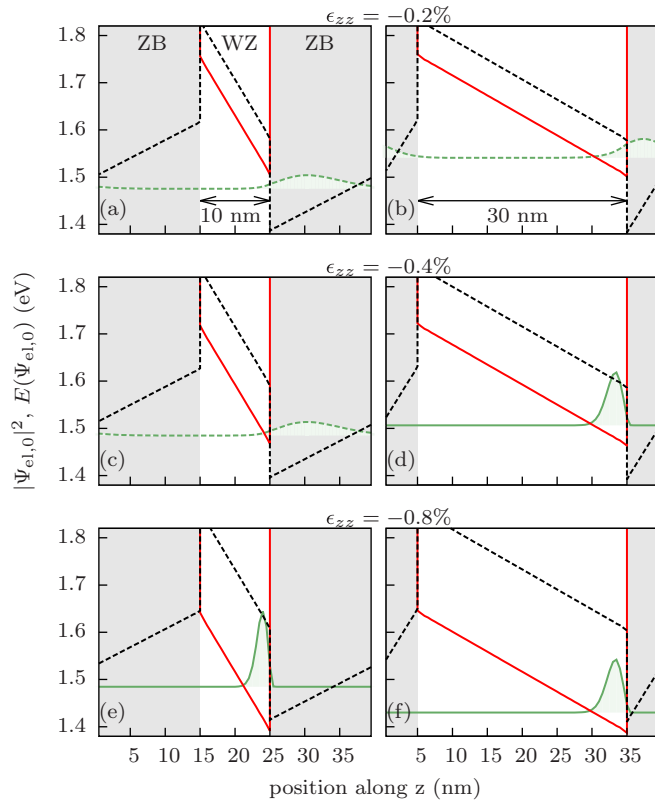 ϵzz = −0.2%
1.8
1.7
1.6
1.5
1.4
ZB WZ ZB
(a) 10 nm
(b) 30 nm
ϵzz = −0.4%
1.8
1.7
1.6
1.5
1.4
(c)
(d)
ϵzz = −0.8%
1.8
1.7
1.6
1.5
1.4
(e)
(f)
5 10 15 20 25 30 35
5 10 15 20 25 30 35
|Ψel,0|², E(Ψel,0) (eV)
position along z (nm)